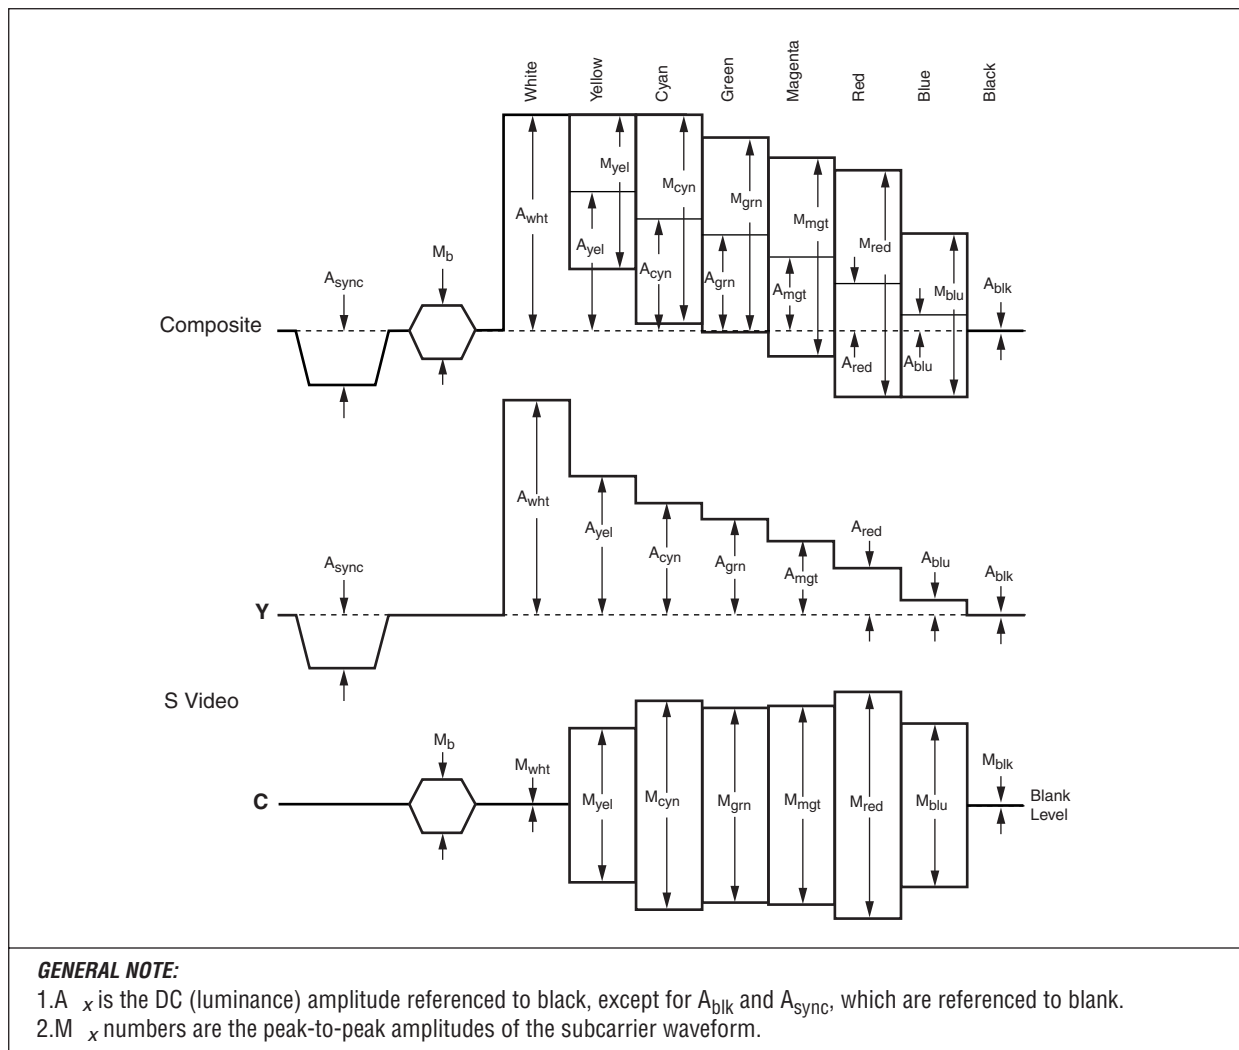 White Yellow Cyan Green Magenta Red Blue Black
Myel
Mcyn
Mgrn
Awht
Mmgt
Mred
Mb
Ayel
Async
Acyn
Agrn
Amgt
Mblu
Ablk
Composite
Ared
Ablu
Awht
Ayel
Ared
Acyn
Agrn
Amgt
Ablu
Async
Ablk
Y
S Video
Mb
Mwht
Mblk
C
Myel
Mcyn
Mgrn
Mmgt
Mred
Mblu
Blank
Level
GENERAL NOTE:
1.A x is the DC (luminance) amplitude referenced to black, except for Ablk and Async, which are referenced to blank.
2.M x numbers are the peak-to-peak amplitudes of the subcarrier waveform.